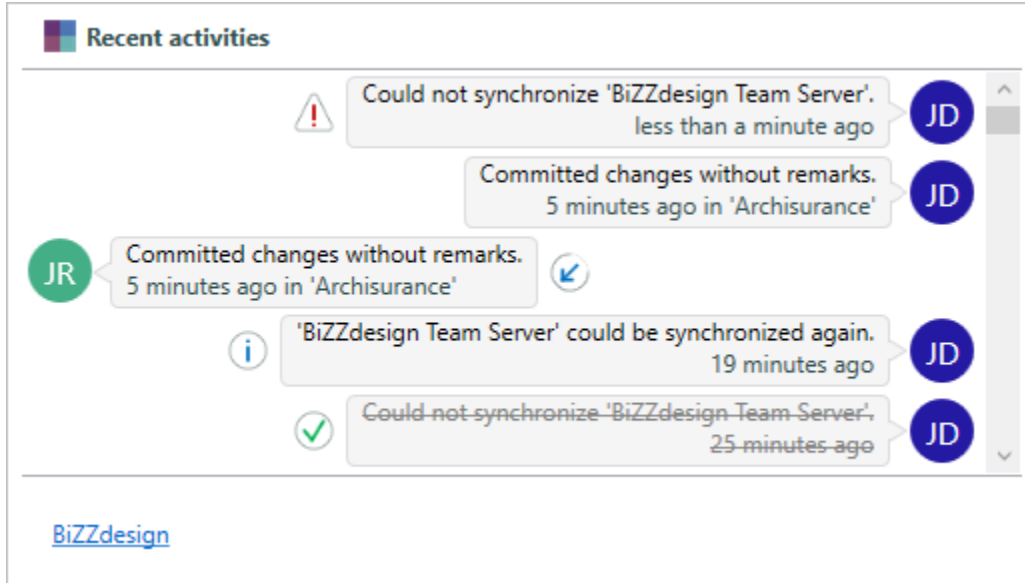 Recent activities
Could not synchronize 'BiZZdesign Team Server'.
less than a minute ago
JD
Committed changes without remarks.
5 minutes ago in 'Archisurance'
JD
JR
Committed changes without remarks.
5 minutes ago in 'Archisurance'
'BiZZdesign Team Server' could be synchronized again.
19 minutes ago
JD
Could not synchronize 'BiZZdesign Team Server'.
25 minutes ago
JD
BiZZdesign